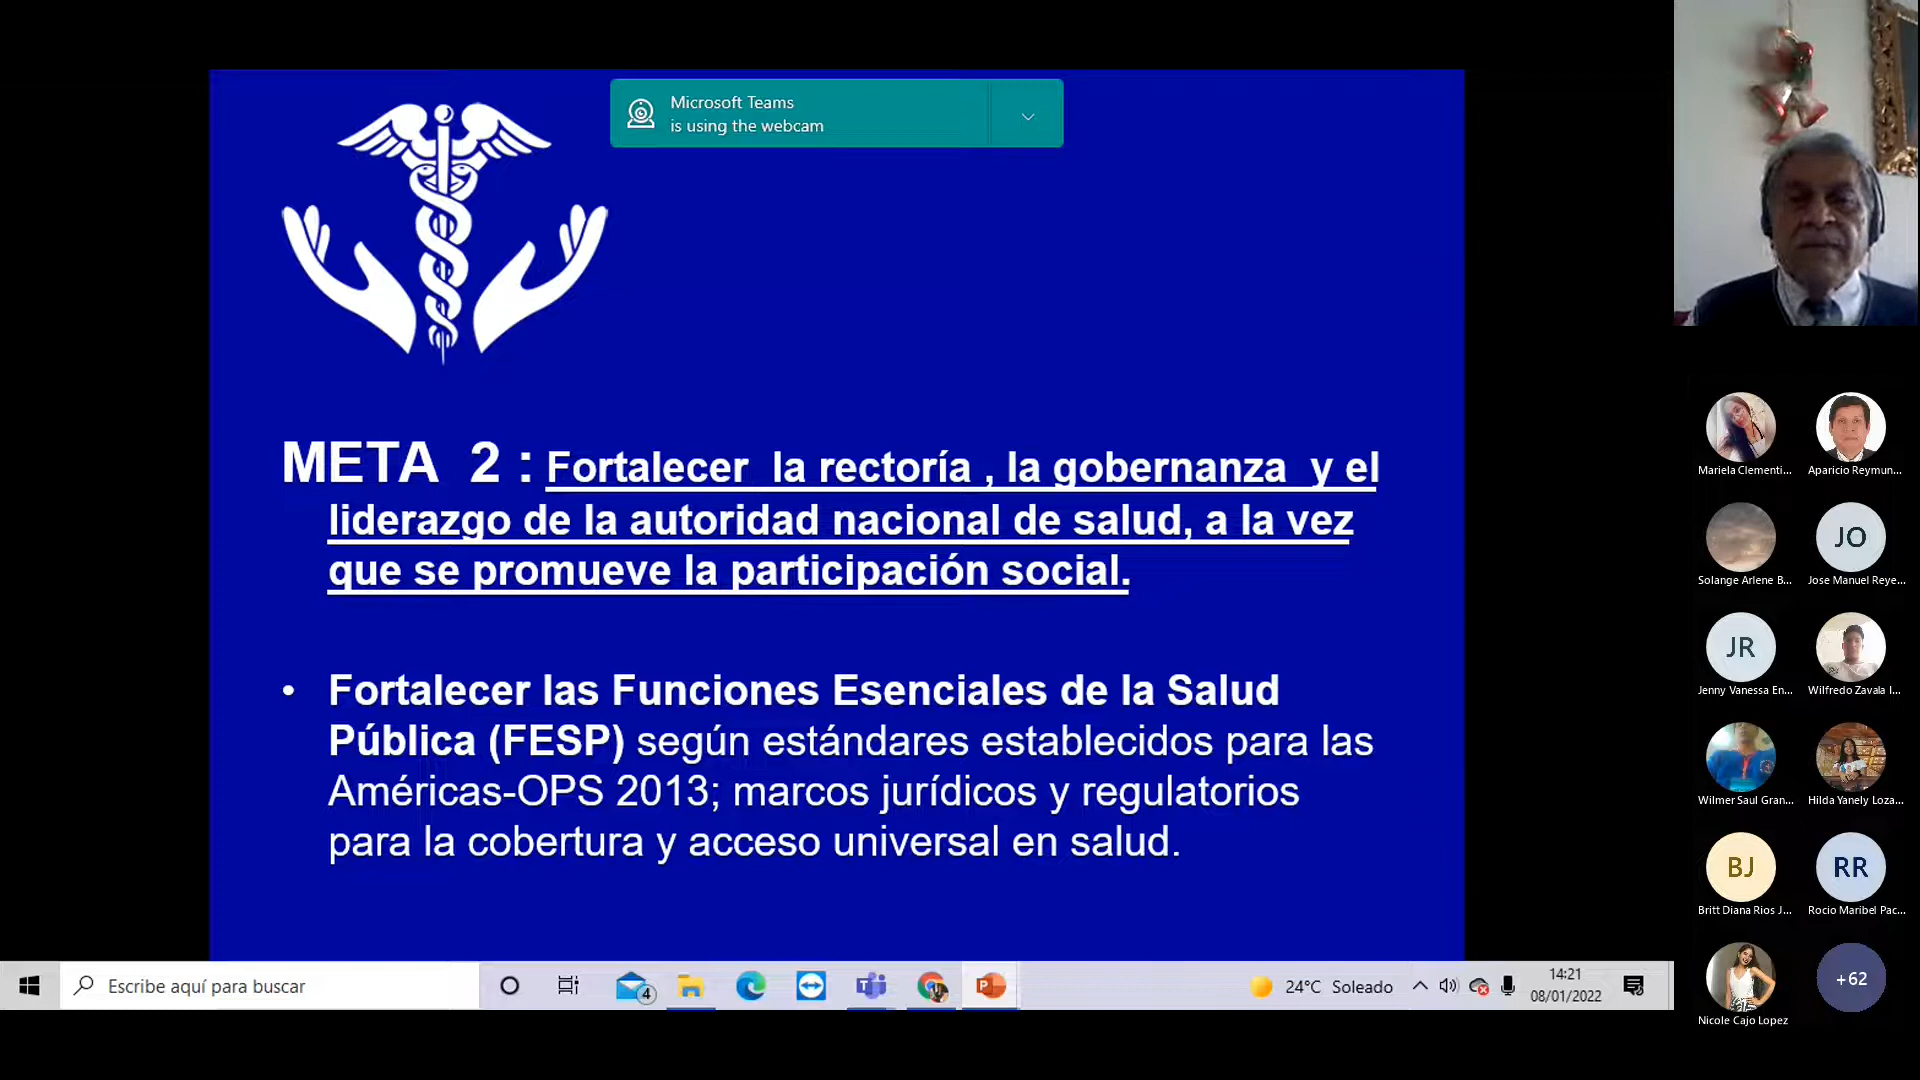 Microsoft Teams
is using the webcam
META 2 : Fortalecer la rectoría , la gobernanza y el
liderazgo de la autoridad nacional de salud, a la vez
que se promueve la participación social.
• Fortalecer las Funciones Esenciales de la Salud
Pública (FESP) según estándares establecidos para las
Américas-OPS 2013; marcos jurídicos y regulatorios
para la cobertura y acceso universal en salud.
Mariela Clementi...
Aparicio Reymun...
Solange Arlene B...
JO
Jose Manuel Reye...
JR
Jenny Vanessa En...
Wilfredo Zavala I...
Wilmer Saul Gran...
Hilda Yanely Loza...
BJ
Britt Diana Rios J...
RR
Rocio Maribel Pac...
Nicole Cajo Lopez
+62
Escribe aquí para buscar
4
24°C Soleado
14:21
08/01/2022